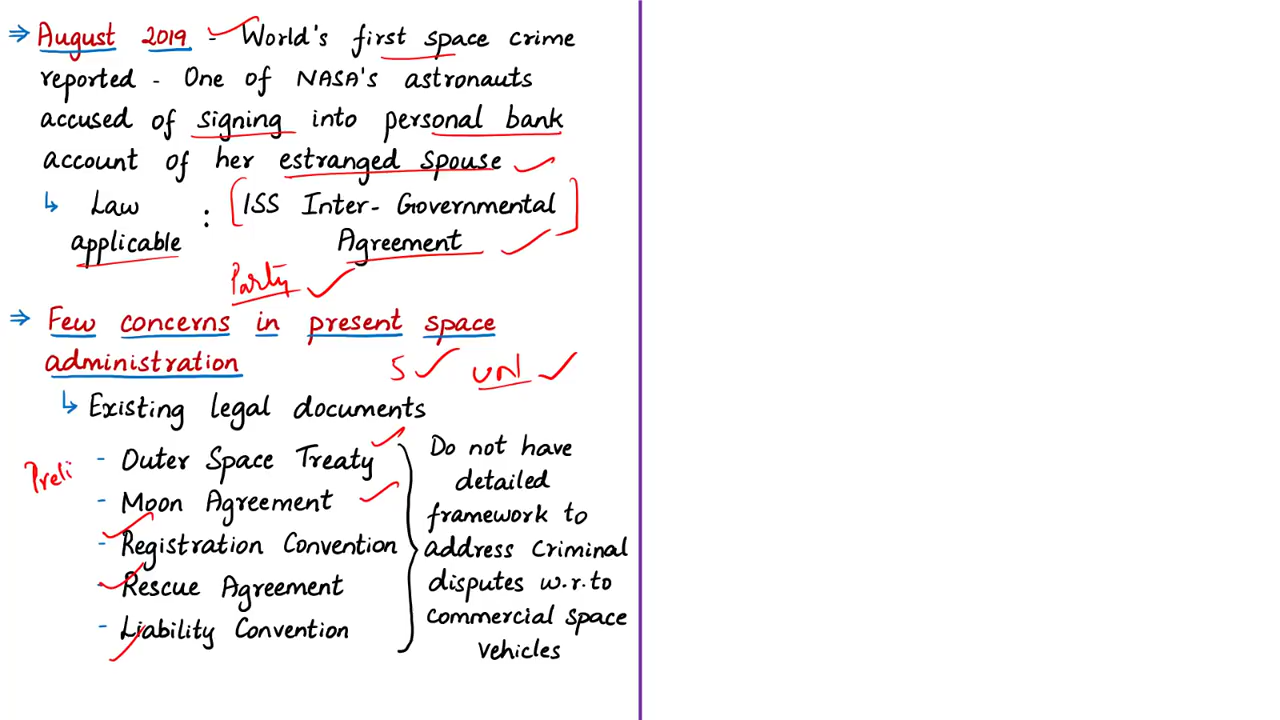 ⇒ August 2019 - World's first space crime
reported - One of NASA's astronauts
accused of signing into personal bank
account of her estranged spouse
↳ Law : [ISS Inter-Governmental
applicable Agreement]
Party
⇒ Few concerns in present space
administration
5 UN
↳ Existing legal documents
Preli
- Outer Space Treaty
- Moon Agreement
- Registration Convention
- Rescue Agreement
- Liability Convention
Do not have
detailed
framework to
address Criminal
disputes w.r.to
commercial space
vehicles